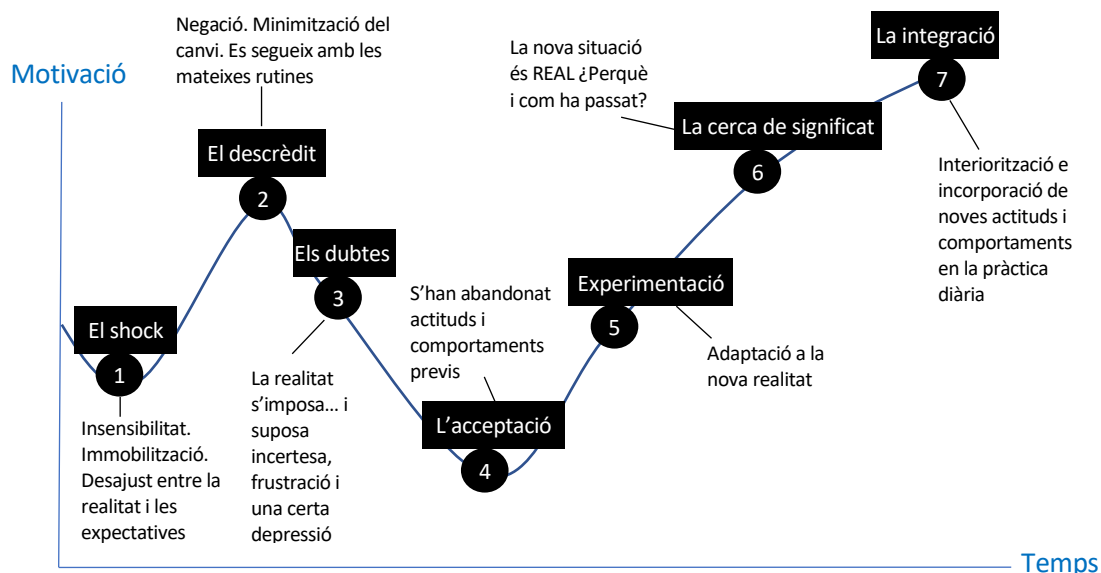 Motivació
Negació. Minimització del
canvi. Es segueix amb les
mateixes rutines
El descrèdit
2
La nova situació
és REAL ¿Perquè
i com ha passat?
La integració
7
La cerca de significat
6
Interiorització e
incorporació de
noves actituds i
comportaments
en la pràctica
diària
Els dubtes
3
El shock
1
Insensibilitat.
Immobilització.
Desajust entre la
realitat i les
expectatives
La realitat
s’imposa... i
suposa
incertesa,
frustració i
una certa
depressió
S’han abandonat
actituds i
comportaments
previs
L’acceptació
4
Experimentació
5
Adaptació a la
nova realitat
Temps